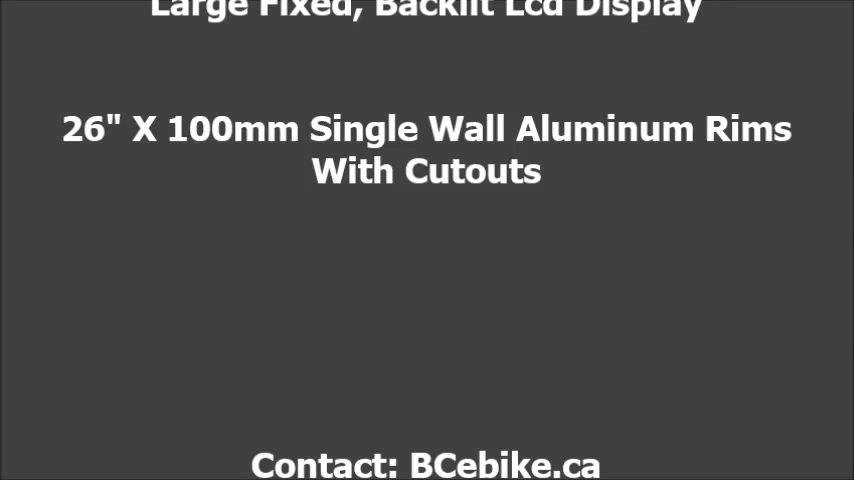 Large Fixed, Backlit Lcd Display
26" X 100mm Single Wall Aluminum Rims
With Cutouts
Contact: BCebike.ca